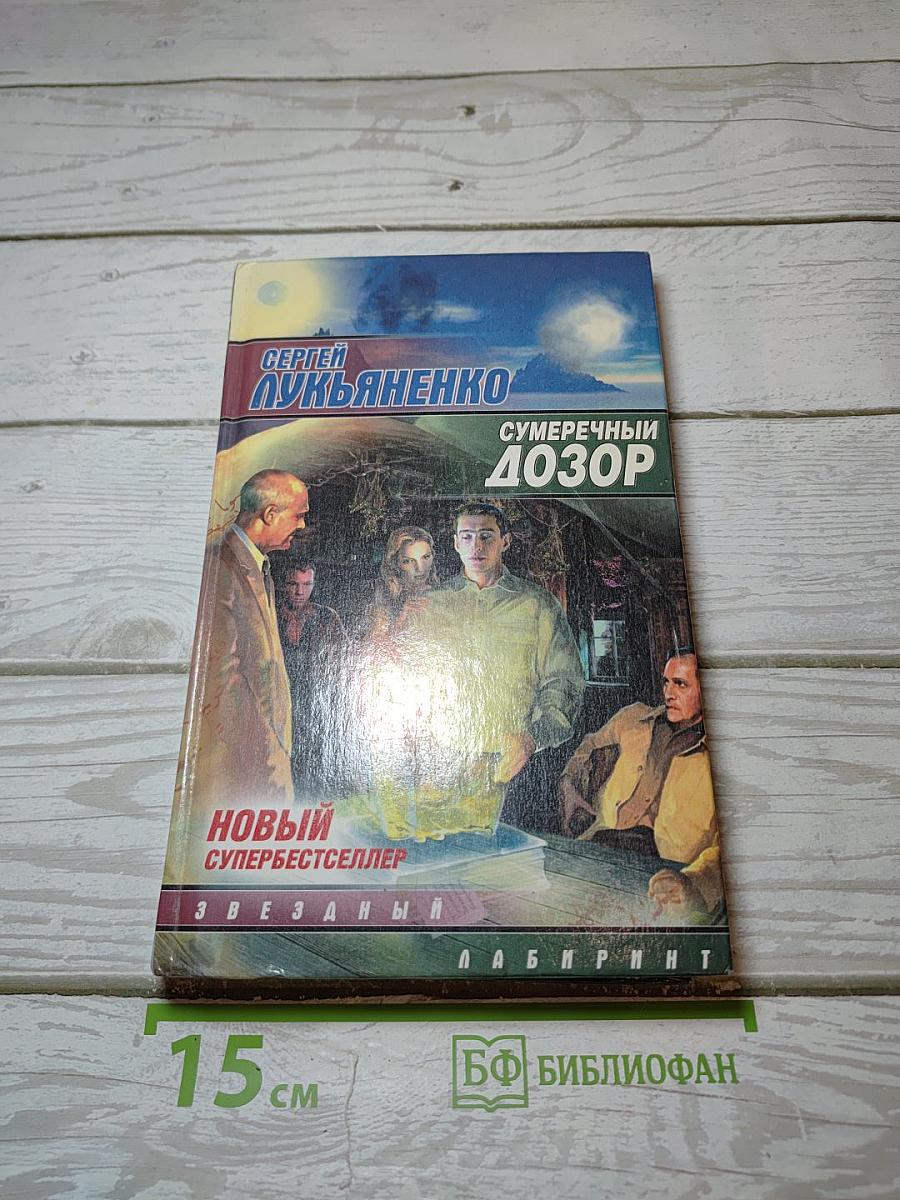 СЕРГЕЙ
ЛУКЬЯНЕНКО
СУМЕРЕЧНЫЙ
ДОЗОР
НОВЫЙ
СУПЕРБЕСТСЕЛЛЕР
ЗВЕЗДНЫЙ
ЛАБИРИНТ
15 см
БФ БИБЛИОФАН